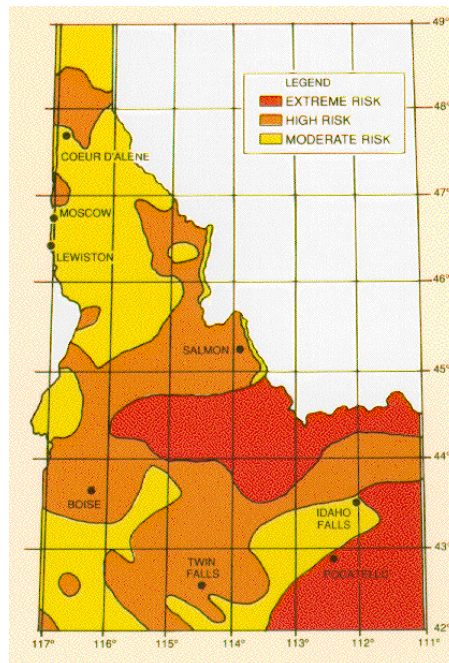 49°
LEGEND
EXTREME RISK
HIGH RISK
MODERATE RISK
48°
COEUR D'ALENE
47°
MOSCOW
LEWISTON
46°
SALMON
45°
44°
BOISE
IDAHO
FALLS
43°
TWIN
FALLS
POCATELLO
42°
117° 116° 115° 114° 113° 112° 111°